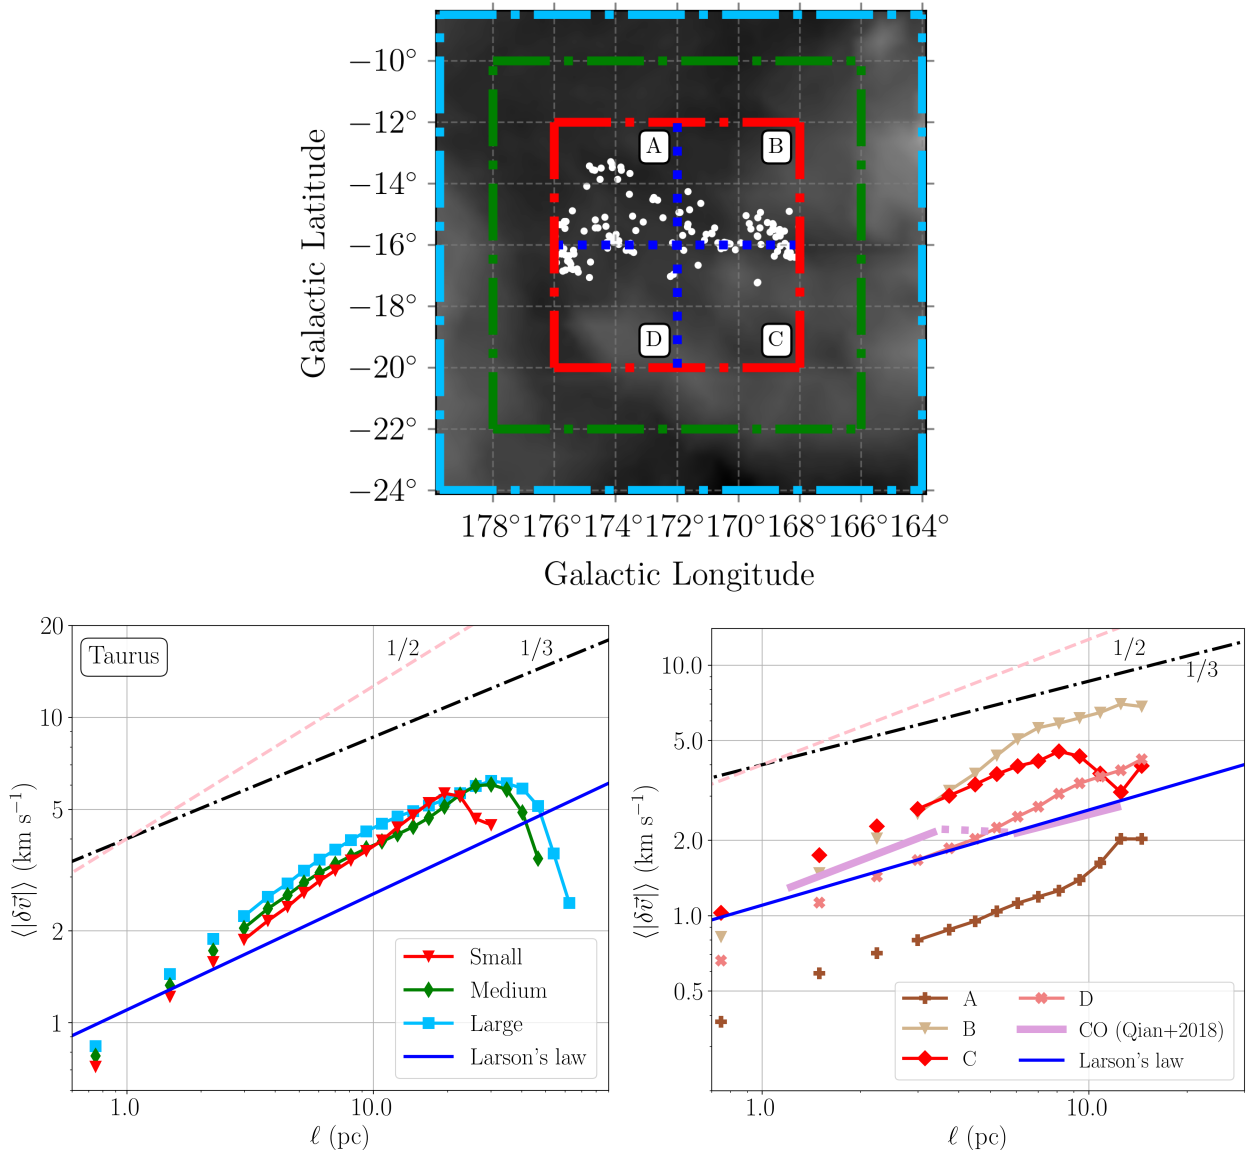 −10°
−12°
−14°
−16°
−18°
−20°
−22°
−24°
Galactic Latitude
A
B
D
C
178° 176° 174° 172° 170° 168° 166° 164°
Galactic Longitude
20
10
5
2
1
⟨|δv⃗|⟩ (km s⁻¹)
Taurus
1/2
1/3
Small
Medium
Large
Larson's law
1.0 10.0
ℓ (pc)
10.0
5.0
2.0
1.0
0.5
⟨|δv⃗|⟩ (km s⁻¹)
1/2
1/3
A
B
C
D
CO (Qian+2018)
Larson's law
1.0 10.0
ℓ (pc)